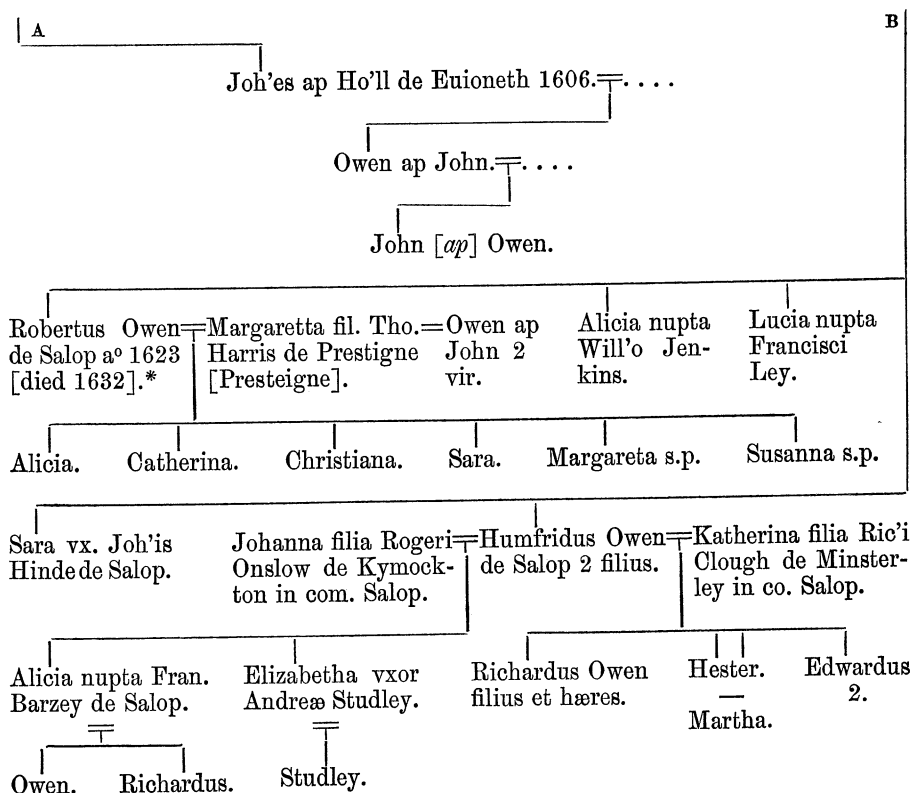 A
B
Joh'es ap Ho'll de Euioneth 1606.=. . . .
Owen ap John.=. . . .
John [ap] Owen.
Robertus Owen=
de Salop aº 1623
[died 1632].*
Margaretta fil. Tho.=
Harris de Prestigne
[Presteigne].
Owen ap
John 2
vir.
Alicia nupta
Will'o Jen-
kins.
Lucia nupta
Francisci
Ley.
Alicia.
Catherina.
Christiana.
Sara.
Margareta s.p.
Susanna s.p.
Sara vx. Joh'is
Hinde de Salop.
Johanna filia Rogeri=
Onslow de Kymock-
ton in com. Salop.
Humfridus Owen=
de Salop 2 filius.
Katherina filia Ric'i
Clough de Minster-
ley in co. Salop.
Alicia nupta Fran.
Barzey de Salop.
=
Elizabetha vxor
Andreæ Studley.
=
Richardus Owen
filius et hæres.
Hester.
—
Martha.
Edwardus
2.
Owen.
Richardus.
Studley.